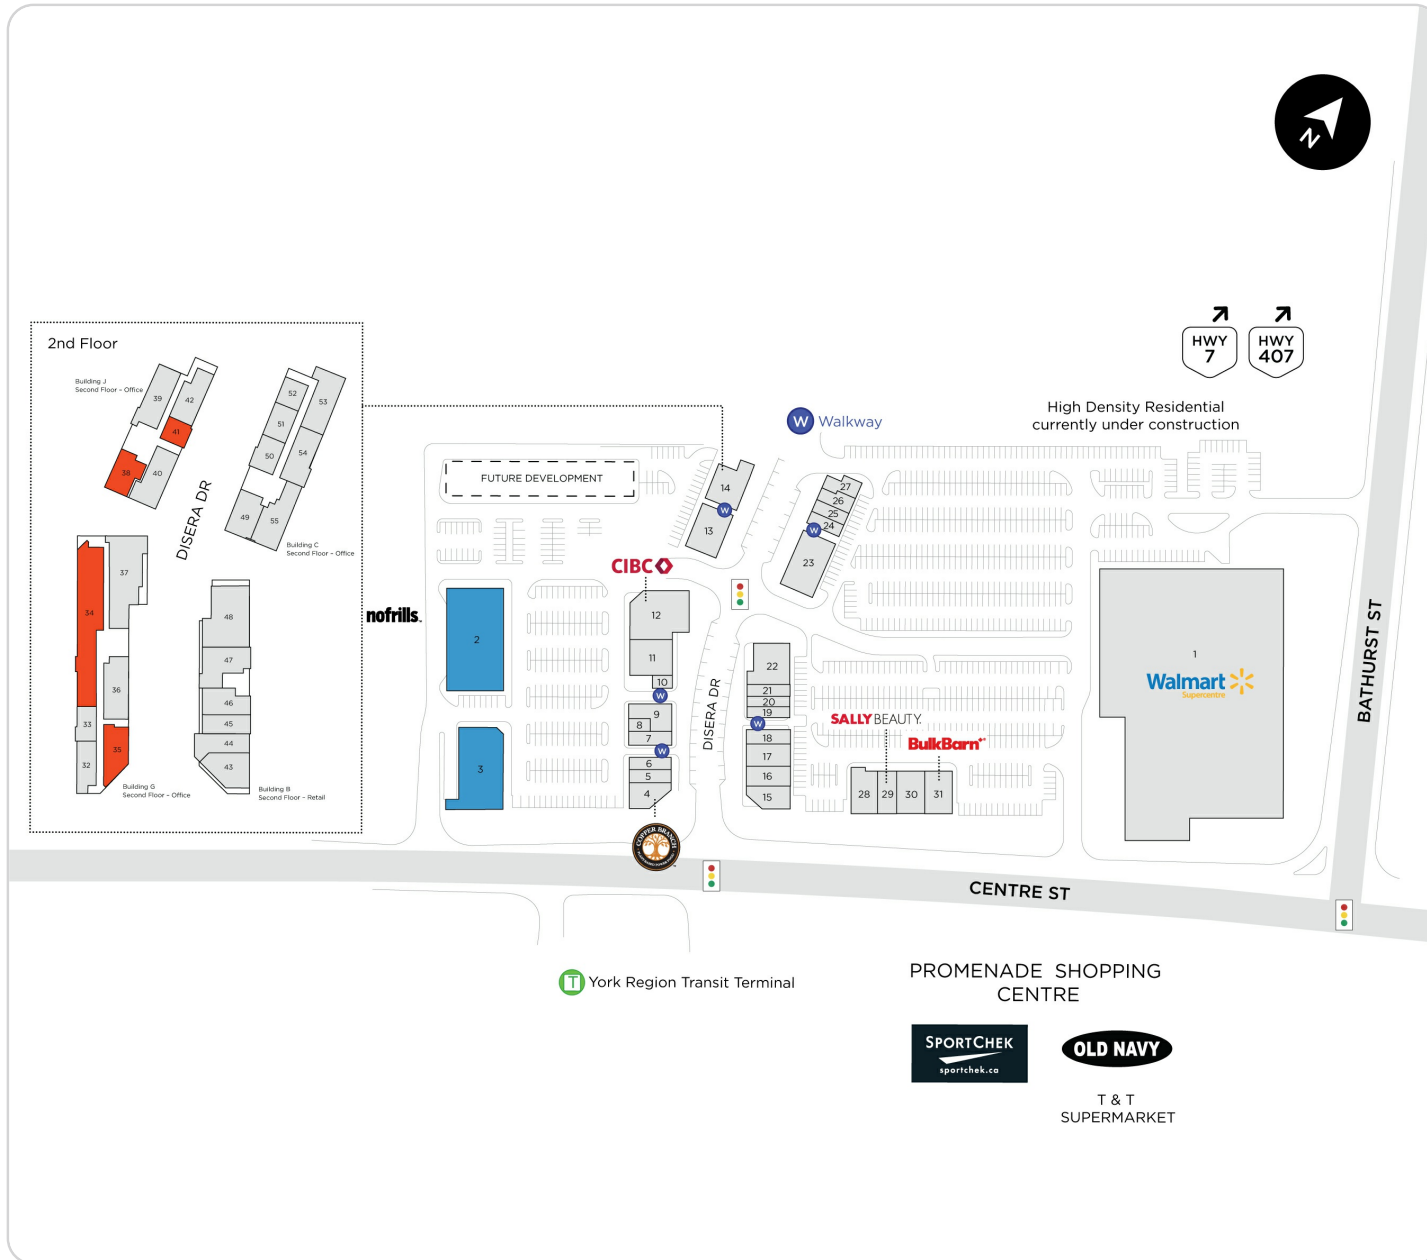 N
HWY
7
HWY
407
High Density Residential
currently under construction
W Walkway
2nd Floor
Building J
Second Floor – Office
39
42
41
38
40
52
53
51
50
54
49
55
Building C
Second Floor – Office
DISERA DR
37
34
36
33
35
32
Building G
Second Floor – Office
48
47
46
45
44
43
Building B
Second Floor – Retail
FUTURE DEVELOPMENT
14
W
13
27
26
25
24
W
23
CIBC
nofrills.
2
3
12
11
10
W
9
8
7
W
6
5
4
DISERA DR
22
21
20
19
W
18
17
16
15
SALLY BEAUTY.
BulkBarn
28
29
30
31
1
Walmart
Supercentre
BATHURST ST
COPPER BRANCH
CENTRE ST
T York Region Transit Terminal
PROMENADE SHOPPING
CENTRE
SPORTCHEK
sportchek.ca
OLD NAVY
T & T
SUPERMARKET